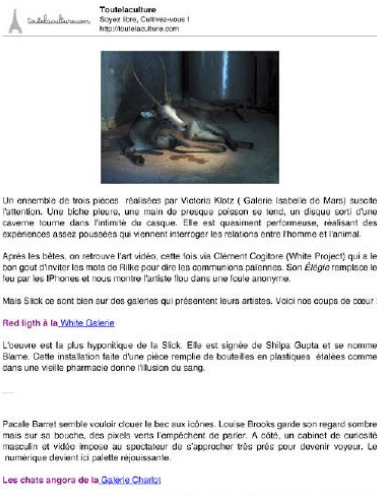 Toutelaculture
Soyez libre, Cultivez-vous !
toutelaculture.com
http://toutelaculture.com
Un ensemble de trois pièces réalisées par Victoria Klotz ( Galerie Isabelle de Mars) suscite
l'attention. Une biche pleure, une main de presque poisson se tend, un disque sorti d'une
caverne tourne dans l'intimité du casque. Elle est quasiment performeuse, réalisant des
expériences assez poussées qui viennent interroger les relations entre l'homme et l'animal.
Après les bêtes, on retrouve l'art vidéo, cette fois via Clément Cogitore (White Project) qui a le
bon gout d'inviter les mots de Rilke pour dire les communions païennes. Son Élégie remplace le
feu par les IPhones et nous montre l'artiste flou dans une foule anonyme.
Mais Slick ce sont bien sur des galeries qui présentent leurs artistes. Voici nos coups de cœur :
Red ligth à la White Galerie
L'oeuvre est la plus hyponitique de la Slick. Elle est signée de Shilpa Gupta et se nomme
Blame. Cette installation faite d'une pièce remplie de bouteilles en plastiques étalées comme
dans une vieille pharmacie donne l'illusion du sang.
Pacale Barret semble vouloir clouer le bec aux icônes. Louise Brooks garde son regard sombre
mais sur sa bouche, des pixels verts l'empêchent de parler. A côté, un cabinet de curiosité
masculin et vidéo impose au spectateur de s'approcher très près pour devenir voyeur. Le
numérique devient ici palette réjouissante.
Les chats angora de la Galerie Charlot